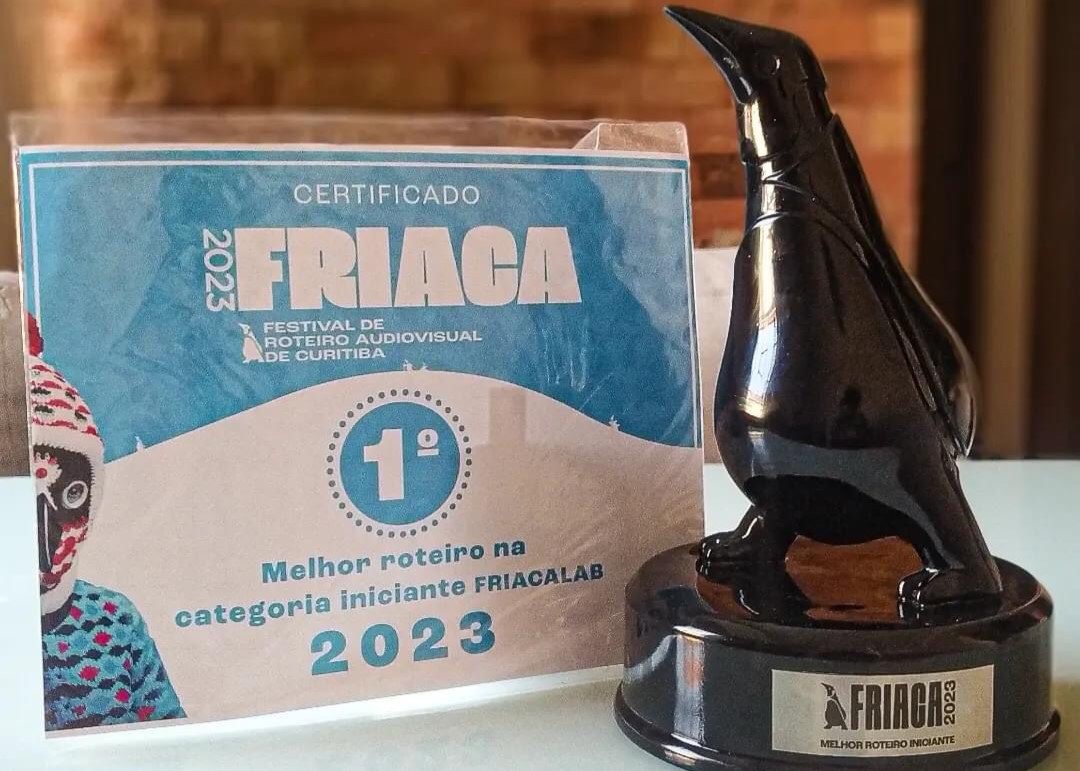 CERTIFICADO
2023
FRIACA
FESTIVAL DE
ROTEIRO AUDIOVISUAL
DE CURITIBA
1º
Melhor roteiro na
categoria iniciante FRIACALAB
2023
FRIACA
2023
MELHOR ROTEIRO INICIANTE